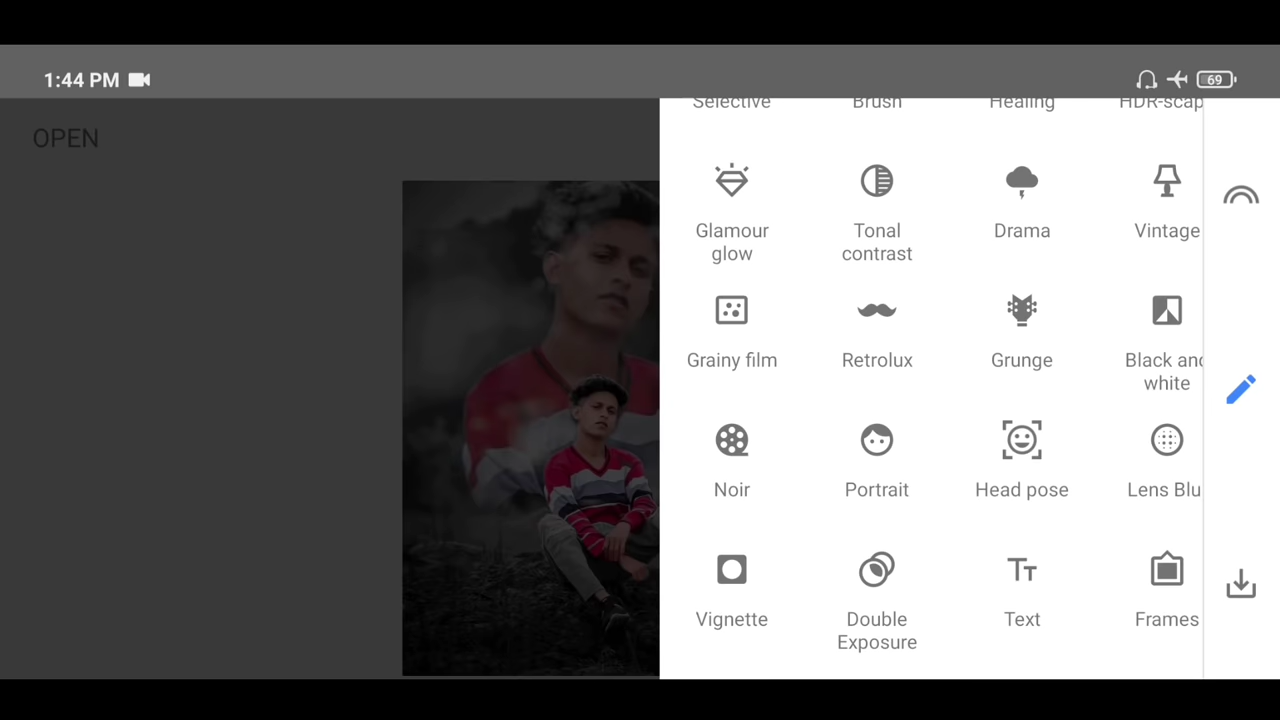 1:44 PM
69
OPEN
Selective
Brush
Healing
HDR-scap
Glamour
glow
Tonal
contrast
Drama
Vintage
Grainy film
Retrolux
Grunge
Black and
white
Noir
Portrait
Head pose
Lens Blu
Vignette
Double
Exposure
Text
Frames